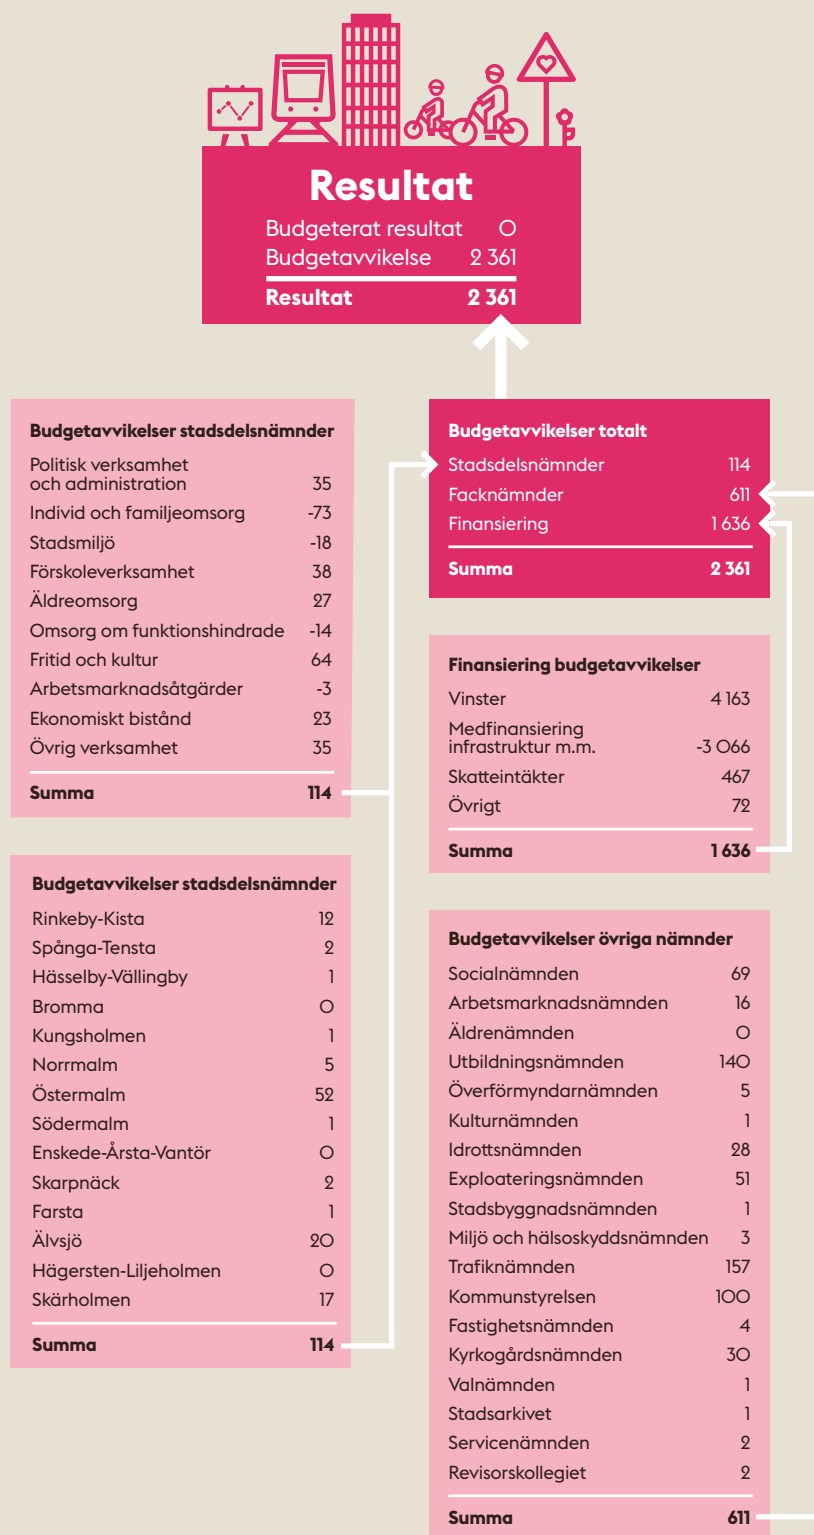 Resultat
Budgeterat resultat 0
Budgetavvikelse 2 361
Resultat 2 361
Budgetavvikelser stadsdelsnämnder
Politisk verksamhet
och administration 35
Individ och familjeomsorg -73
Stadsmiljö -18
Förskoleverksamhet 38
Äldreomsorg 27
Omsorg om funktionshindrade -14
Fritid och kultur 64
Arbetsmarknadsåtgärder -3
Ekonomiskt bistånd 23
Övrig verksamhet 35
Summa 114
Budgetavvikelser stadsdelsnämnder
Rinkeby-Kista 12
Spånga-Tensta 2
Hässelby-Vällingby 1
Bromma 0
Kungsholmen 1
Norrmalm 5
Östermalm 52
Södermalm 1
Enskede-Årsta-Vantör 0
Skarpnäck 2
Farsta 1
Älvsjö 20
Hägersten-Liljeholmen 0
Skärholmen 17
Summa 114
Budgetavvikelser totalt
Stadsdelsnämnder 114
Facknämnder 611
Finansiering 1 636
Summa 2 361
Finansiering budgetavvikelser
Vinster 4 163
Medfinansiering
infrastruktur m.m. -3 066
Skatteintäkter 467
Övrigt 72
Summa 1 636
Budgetavvikelser övriga nämnder
Socialnämnden 69
Arbetsmarknadsnämnden 16
Äldrenämnden 0
Utbildningsnämnden 140
Överförmyndarnämnden 5
Kulturnämnden 1
Idrottsnämnden 28
Exploateringsnämnden 51
Stadsbyggnadsnämnden 1
Miljö och hälsoskyddsnämnden 3
Trafiknämnden 157
Kommunstyrelsen 100
Fastighetsnämnden 4
Kyrkogårdsnämnden 30
Valnämnden 1
Stadsarkivet 1
Servicenämnden 2
Revisorskollegiet 2
Summa 611